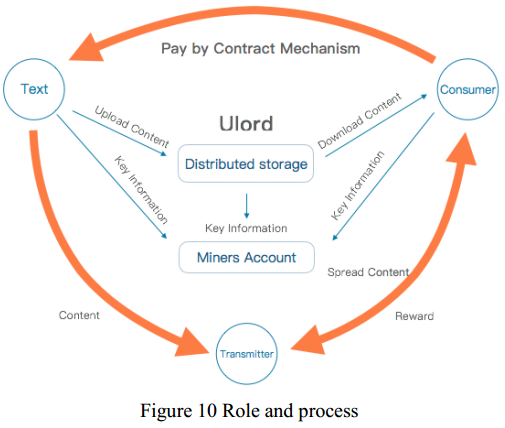 Pay by Contract Mechanism
Text
Consumer
Upload Content
Ulord
Download Content
Distributed storage
Key Information
Key Information
Key Information
Miners Account
Spread Content
Content
Reward
Transmitter
Figure 10 Role and process